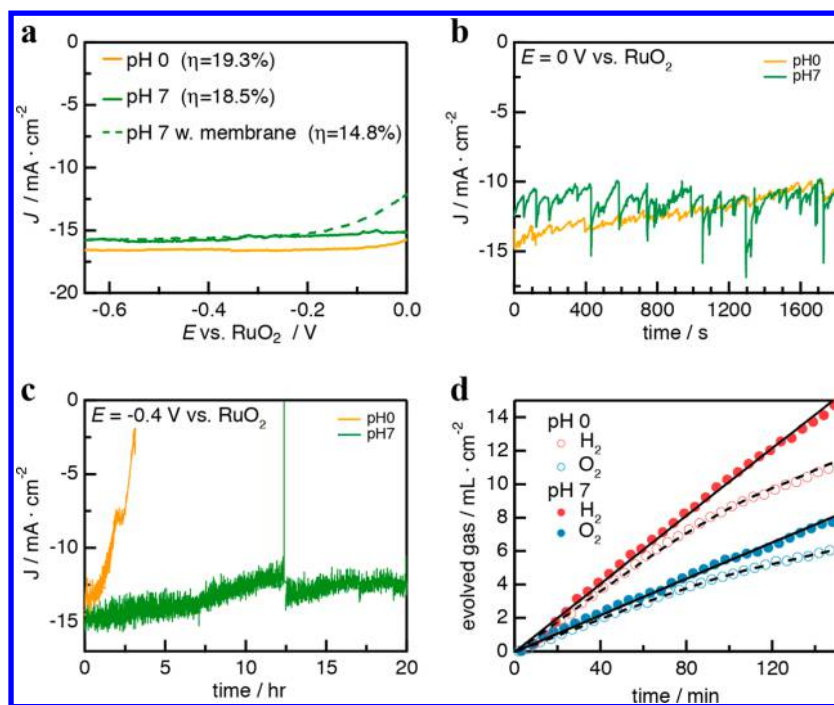 a
0
-5
-10
-15
-20
J / mA · cm-2
pH 0 (η=19.3%)
pH 7 (η=18.5%)
pH 7 w. membrane (η=14.8%)
-0.6
-0.4
-0.2
0.0
E vs. RuO2 / V
b
0
-5
-10
-15
J / mA · cm-2
E = 0 V vs. RuO2
pH0
pH7
0
400
800
1200
1600
time / s
c
0
-5
-10
-15
J / mA · cm-2
E = -0.4 V vs. RuO2
pH0
pH7
0
5
10
15
20
time / hr
d
14
12
10
8
6
4
2
0
evolved gas / mL · cm-2
pH 0
H2
O2
pH 7
H2
O2
0
40
80
120
time / min